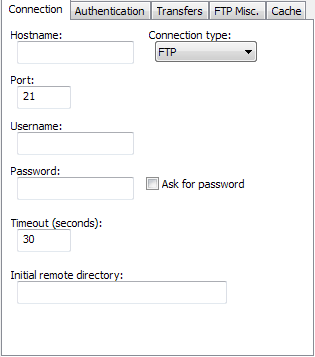 Connection Authentication Transfers FTP Misc. Cache
Hostname: Connection type:
FTP
Port:
21
Username:
Password:
Ask for password
Timeout (seconds):
30
Initial remote directory: